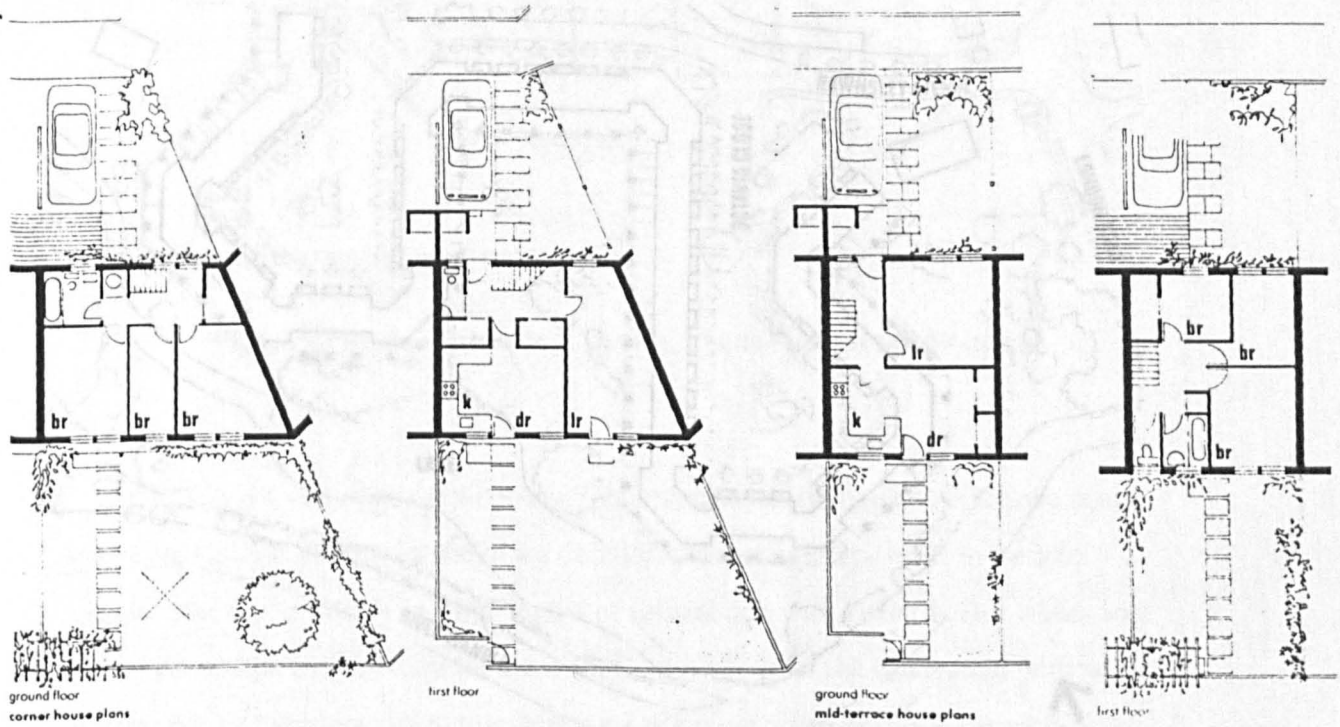 br
br
br
k
dr
lr
lr
k
dr
br
br
br
ground floor
corner house plans
first floor
ground floor
mid-terrace house plans
first floor